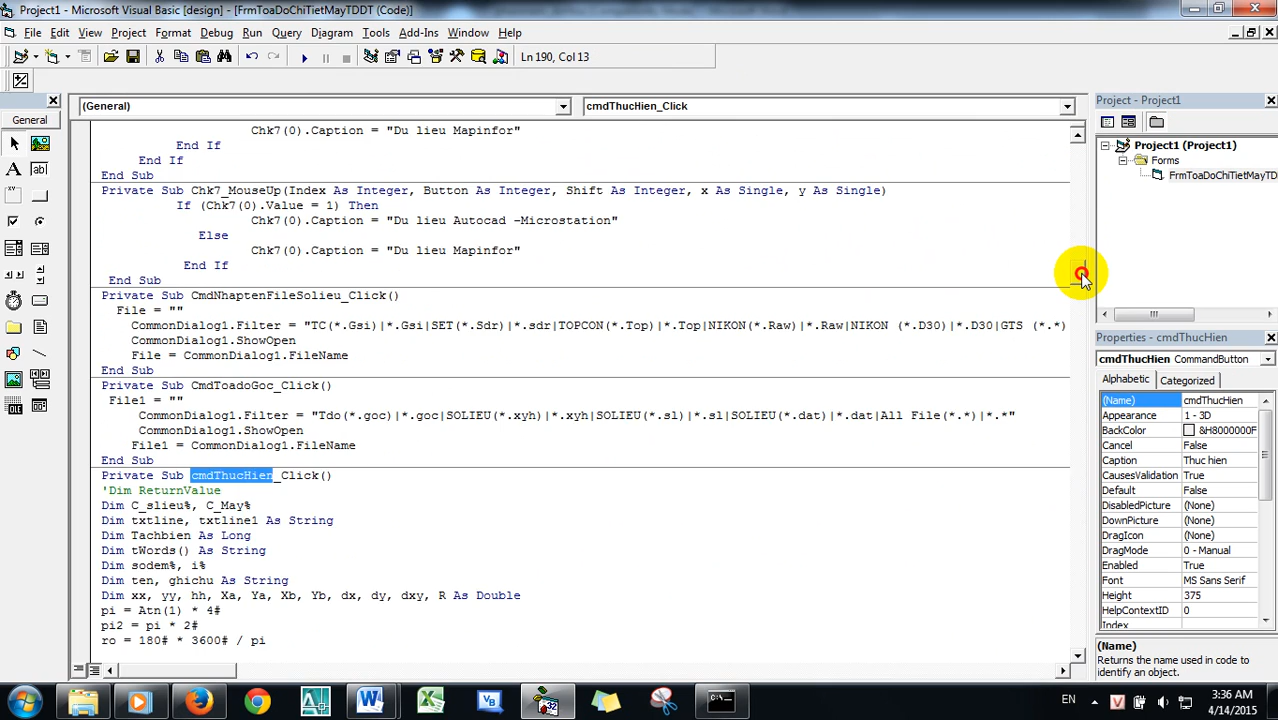 Project1 - Microsoft Visual Basic [design] - [FrmToaDoChiTietMayTDDT (Code)]
File Edit View Project Format Debug Run Query Diagram Tools Add-Ins Window Help
Ln 190, Col 13
General
(General)
cmdThucHien_Click
Chk7(0).Caption = "Du lieu Mapinfor"
End If
End If
End Sub
Private Sub Chk7_MouseUp(Index As Integer, Button As Integer, Shift As Integer, x As Single, y As Single)
If (Chk7(0).Value = 1) Then
Chk7(0).Caption = "Du lieu Autocad -Microstation"
Else
Chk7(0).Caption = "Du lieu Mapinfor"
End If
End Sub
Private Sub CmdNhaptenFileSolieu_Click()
File = ""
CommonDialog1.Filter = "TC(*.Gsi)|*.Gsi|SET(*.Sdr)|*.sdr|TOPCON(*.Top)|*.Top|NIKON(*.Raw)|*.Raw|NIKON (*.D30)|*.D30|GTS (*.*)
CommonDialog1.ShowOpen
File = CommonDialog1.FileName
End Sub
Private Sub CmdToadoGoc_Click()
File1 = ""
CommonDialog1.Filter = "Tdo(*.goc)|*.goc|SOLIEU(*.xyh)|*.xyh|SOLIEU(*.sl)|*.sl|SOLIEU(*.dat)|*.dat|All File(*.*)|*.*"
CommonDialog1.ShowOpen
File1 = CommonDialog1.FileName
End Sub
Private Sub cmdThucHien_Click()
'Dim ReturnValue
Dim C_slieu%, C_May%
Dim txtline, txtline1 As String
Dim Tachbien As Long
Dim tWords() As String
Dim sodem%, i%
Dim ten, ghichu As String
Dim xx, yy, hh, Xa, Ya, Xb, Yb, dx, dy, dxy, R As Double
pi = Atn(1) * 4#
pi2 = pi * 2#
ro = 180# * 3600# / pi
Project - Project1
Project1 (Project1)
Forms
FrmToaDoChiTietMayTD
Properties - cmdThucHien
cmdThucHien CommandButton
Alphabetic Categorized
(Name) cmdThucHien
Appearance 1 - 3D
BackColor &H8000000F
Cancel False
Caption Thuc hien
CausesValidation True
Default False
DisabledPicture (None)
DownPicture (None)
DragIcon (None)
DragMode 0 - Manual
Enabled True
Font MS Sans Serif
Height 375
HelpContextID 0
Index
(Name)
Returns the name used in code to
identify an object.
EN
3:36 AM
4/14/2015